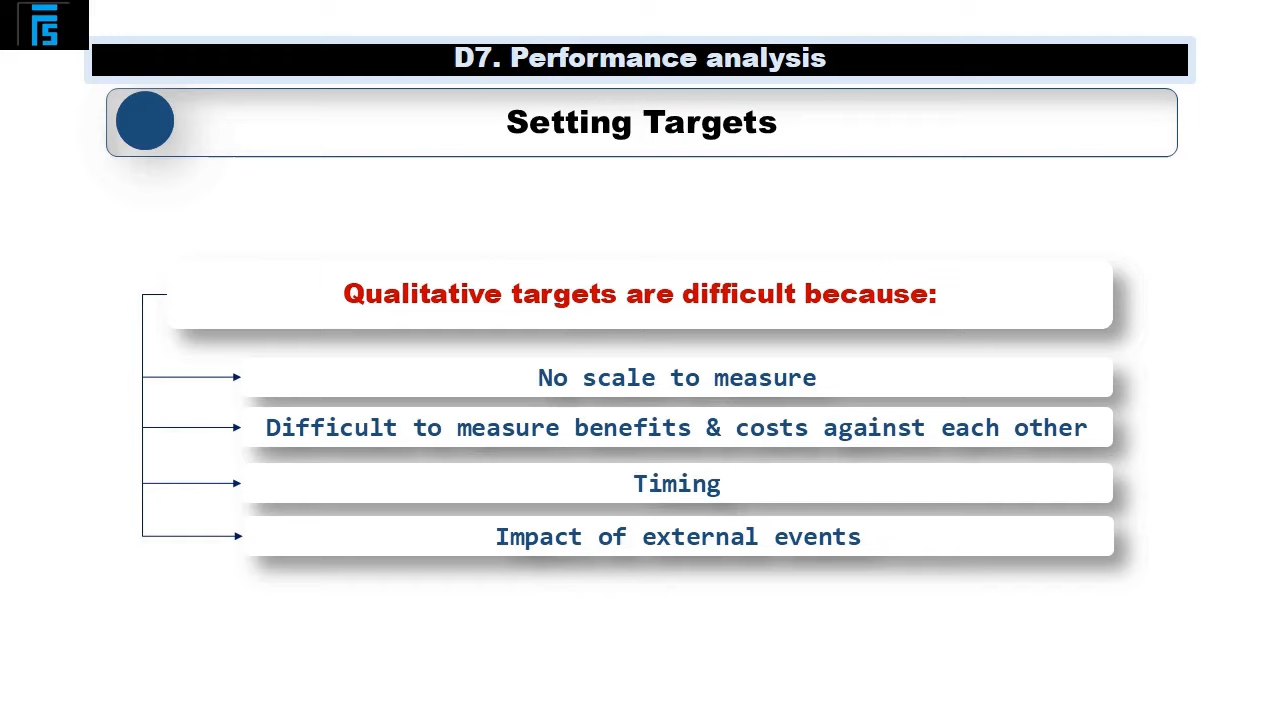 D7. Performance analysis
Setting Targets
Qualitative targets are difficult because:
No scale to measure
Difficult to measure benefits & costs against each other
Timing
Impact of external events